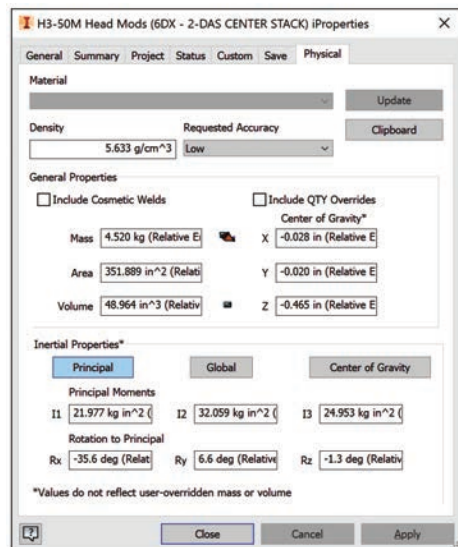 H3-50M Head Mods (6DX - 2-DAS CENTER STACK) iProperties
General Summary Project Status Custom Save Physical
Material
Update
Clipboard
Density
Requested Accuracy
5.633 g/cm^3
Low
General Properties
Include Cosmetic Welds
Include QTY Overrides
Center of Gravity*
Mass 4.520 kg (Relative E X -0.028 in (Relative E
Area 351.889 in^2 (Relati Y -0.020 in (Relative E
Volume 48.964 in^3 (Relativ Z -0.465 in (Relative E
Inertial Properties*
Principal Global Center of Gravity
Principal Moments
I1 21.977 kg in^2 ( I2 32.059 kg in^2 ( I3 24.953 kg in^2 (
Rotation to Principal
Rx -35.6 deg (Relat Ry 6.6 deg (Relative Rz -1.3 deg (Relativ
*Values do not reflect user-overridden mass or volume
Close Cancel Apply